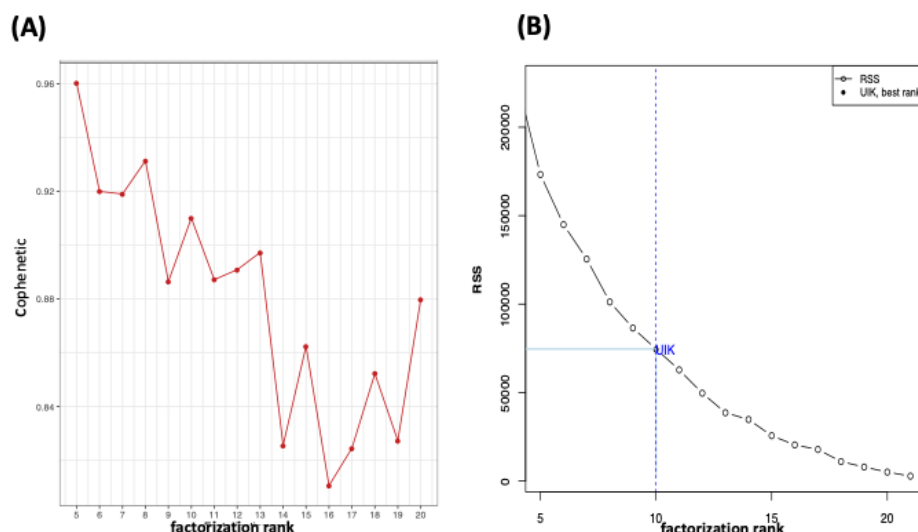 (A)
(B)
0.96
0.92
0.88
0.84
Cophenetic
5 6 7 8 9 10 11 12 13 14 15 16 17 18 19 20
factorization rank
RSS
UIK, best rank
200000
150000
100000
50000
0
RSS
UIK
5 10 15 20
factorization rank